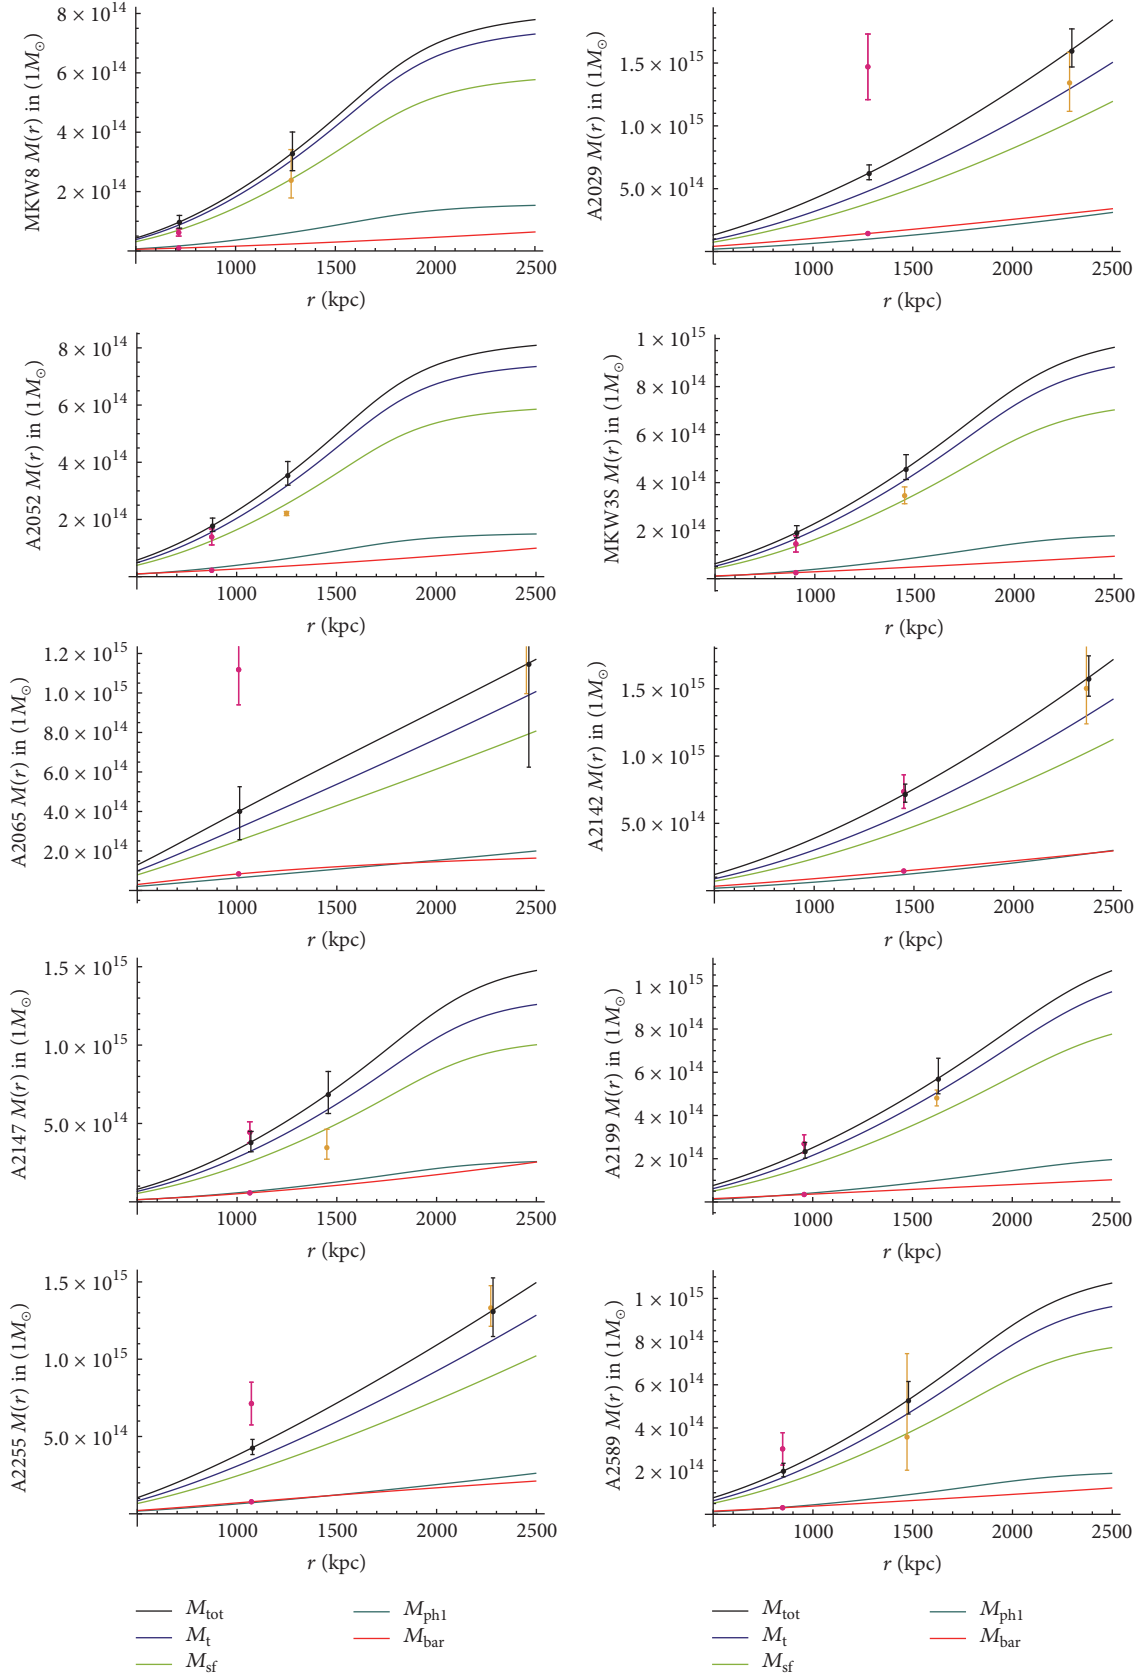 MKW8 M(r) in (1M⊙)
8 × 10^14
6 × 10^14
4 × 10^14
2 × 10^14
1000 1500 2000 2500
r (kpc)
A2029 M(r) in (1M⊙)
1.5 × 10^15
1.0 × 10^15
5.0 × 10^14
1000 1500 2000 2500
r (kpc)
A2052 M(r) in (1M⊙)
8 × 10^14
6 × 10^14
4 × 10^14
2 × 10^14
1000 1500 2000 2500
r (kpc)
MKW3S M(r) in (1M⊙)
1 × 10^15
8 × 10^14
6 × 10^14
4 × 10^14
2 × 10^14
1000 1500 2000 2500
r (kpc)
A2065 M(r) in (1M⊙)
1.2 × 10^15
1.0 × 10^15
8.0 × 10^14
6.0 × 10^14
4.0 × 10^14
2.0 × 10^14
1000 1500 2000 2500
r (kpc)
A2142 M(r) in (1M⊙)
1.5 × 10^15
1.0 × 10^15
5.0 × 10^14
1000 1500 2000 2500
r (kpc)
A2147 M(r) in (1M⊙)
1.5 × 10^15
1.0 × 10^15
5.0 × 10^14
1000 1500 2000 2500
r (kpc)
A2199 M(r) in (1M⊙)
1 × 10^15
8 × 10^14
6 × 10^14
4 × 10^14
2 × 10^14
1000 1500 2000 2500
r (kpc)
A2255 M(r) in (1M⊙)
1.5 × 10^15
1.0 × 10^15
5.0 × 10^14
1000 1500 2000 2500
r (kpc)
A2589 M(r) in (1M⊙)
1 × 10^15
8 × 10^14
6 × 10^14
4 × 10^14
2 × 10^14
1000 1500 2000 2500
r (kpc)
M_tot M_ph1
M_t M_bar
M_sf
M_tot M_ph1
M_t M_bar
M_sf